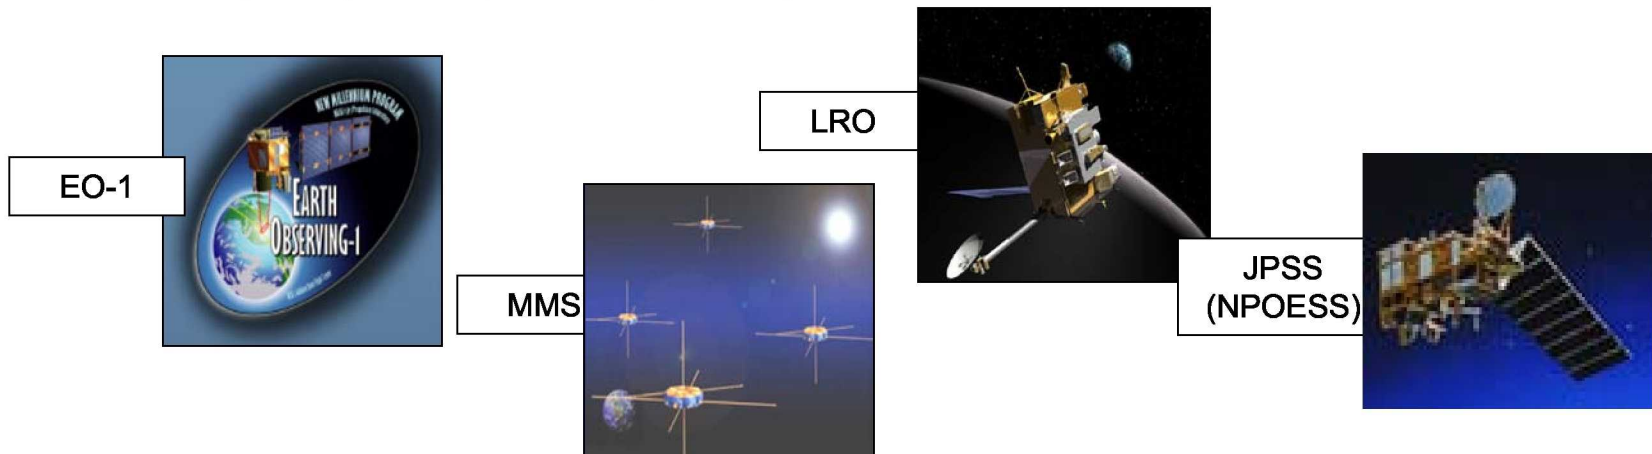 EO-1
NEW MILLENNIUM PROGRAM
EARTH
OBSERVING-1
MMS
LRO
JPSS
(NPOESS)